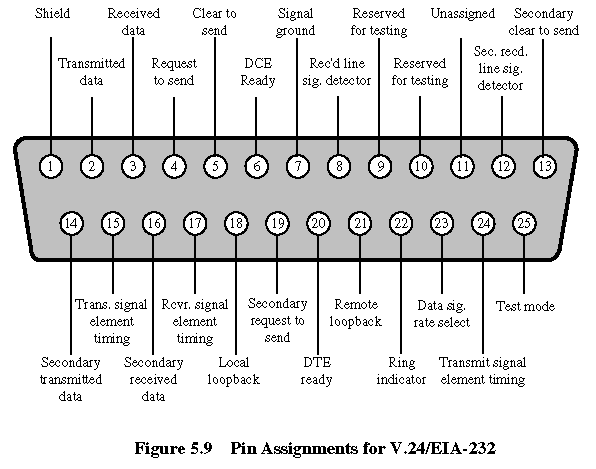 Shield
Received
data
Clear to
send
Signal
ground
Reserved
for testing
Unassigned
Secondary
clear to send
Transmitted
data
Request
to send
DCE
Ready
Rec'd line
sig. detector
Reserved
for testing
Sec. recd.
line sig.
detector
1 2 3 4 5 6 7 8 9 10 11 12 13
14 15 16 17 18 19 20 21 22 23 24 25
Trans. signal
element
timing
Rcvr. signal
element
timing
Secondary
request to
send
Remote
loopback
Data sig.
rate select
Test mode
Secondary
transmitted
data
Secondary
received
data
Local
loopback
DTE
ready
Ring
indicator
Transmit signal
element timing
Figure 5.9 Pin Assignments for V.24/EIA-232